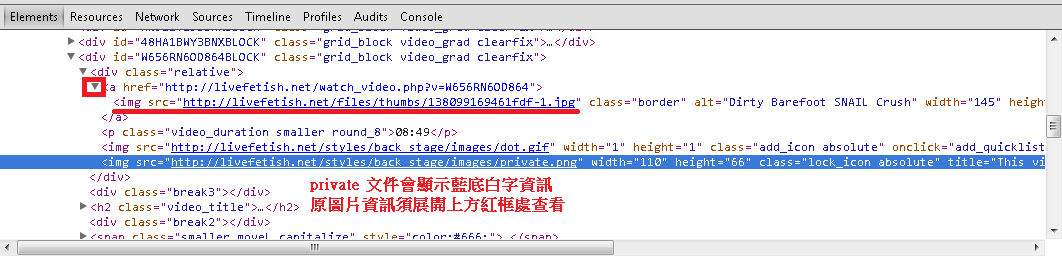 Elements Resources Network Sources Timeline Profiles Audits Console
<div id="48HA1BWY3BNXBLOCK" class="grid_block video_grad clearfix">…</div>
<div id="W656RN6OD864BLOCK" class="grid_block video_grad clearfix">
<div class="relative">
<a href="http://livefetish.net/watch_video.php?v=W656RN6OD864">
<img src="http://livefetish.net/files/thumbs/138099169461fdf-1.jpg" class="border" alt="Dirty Barefoot SNAIL Crush" width="145" heigh
</a>
<p class="video_duration smaller round_8">08:49</p>
<img src="http://livefetish.net/styles/back_stage/images/dot.gif" width="1" height="1" class="add_icon absolute" onclick="add_quicklist
<img src="http://livefetish.net/styles/back_stage/images/private.png" width="110" height="66" class="lock_icon absolute" title="This vi
</div>
private 文件會顯示藍底白字資訊
<div class="break3"></div>
原圖片資訊須展開上方紅框處查看
<h2 class="video_title">…</h2>
<div class="break2"></div>
<span class="smaller moveL capitalize" style="color:#666;"> </span>